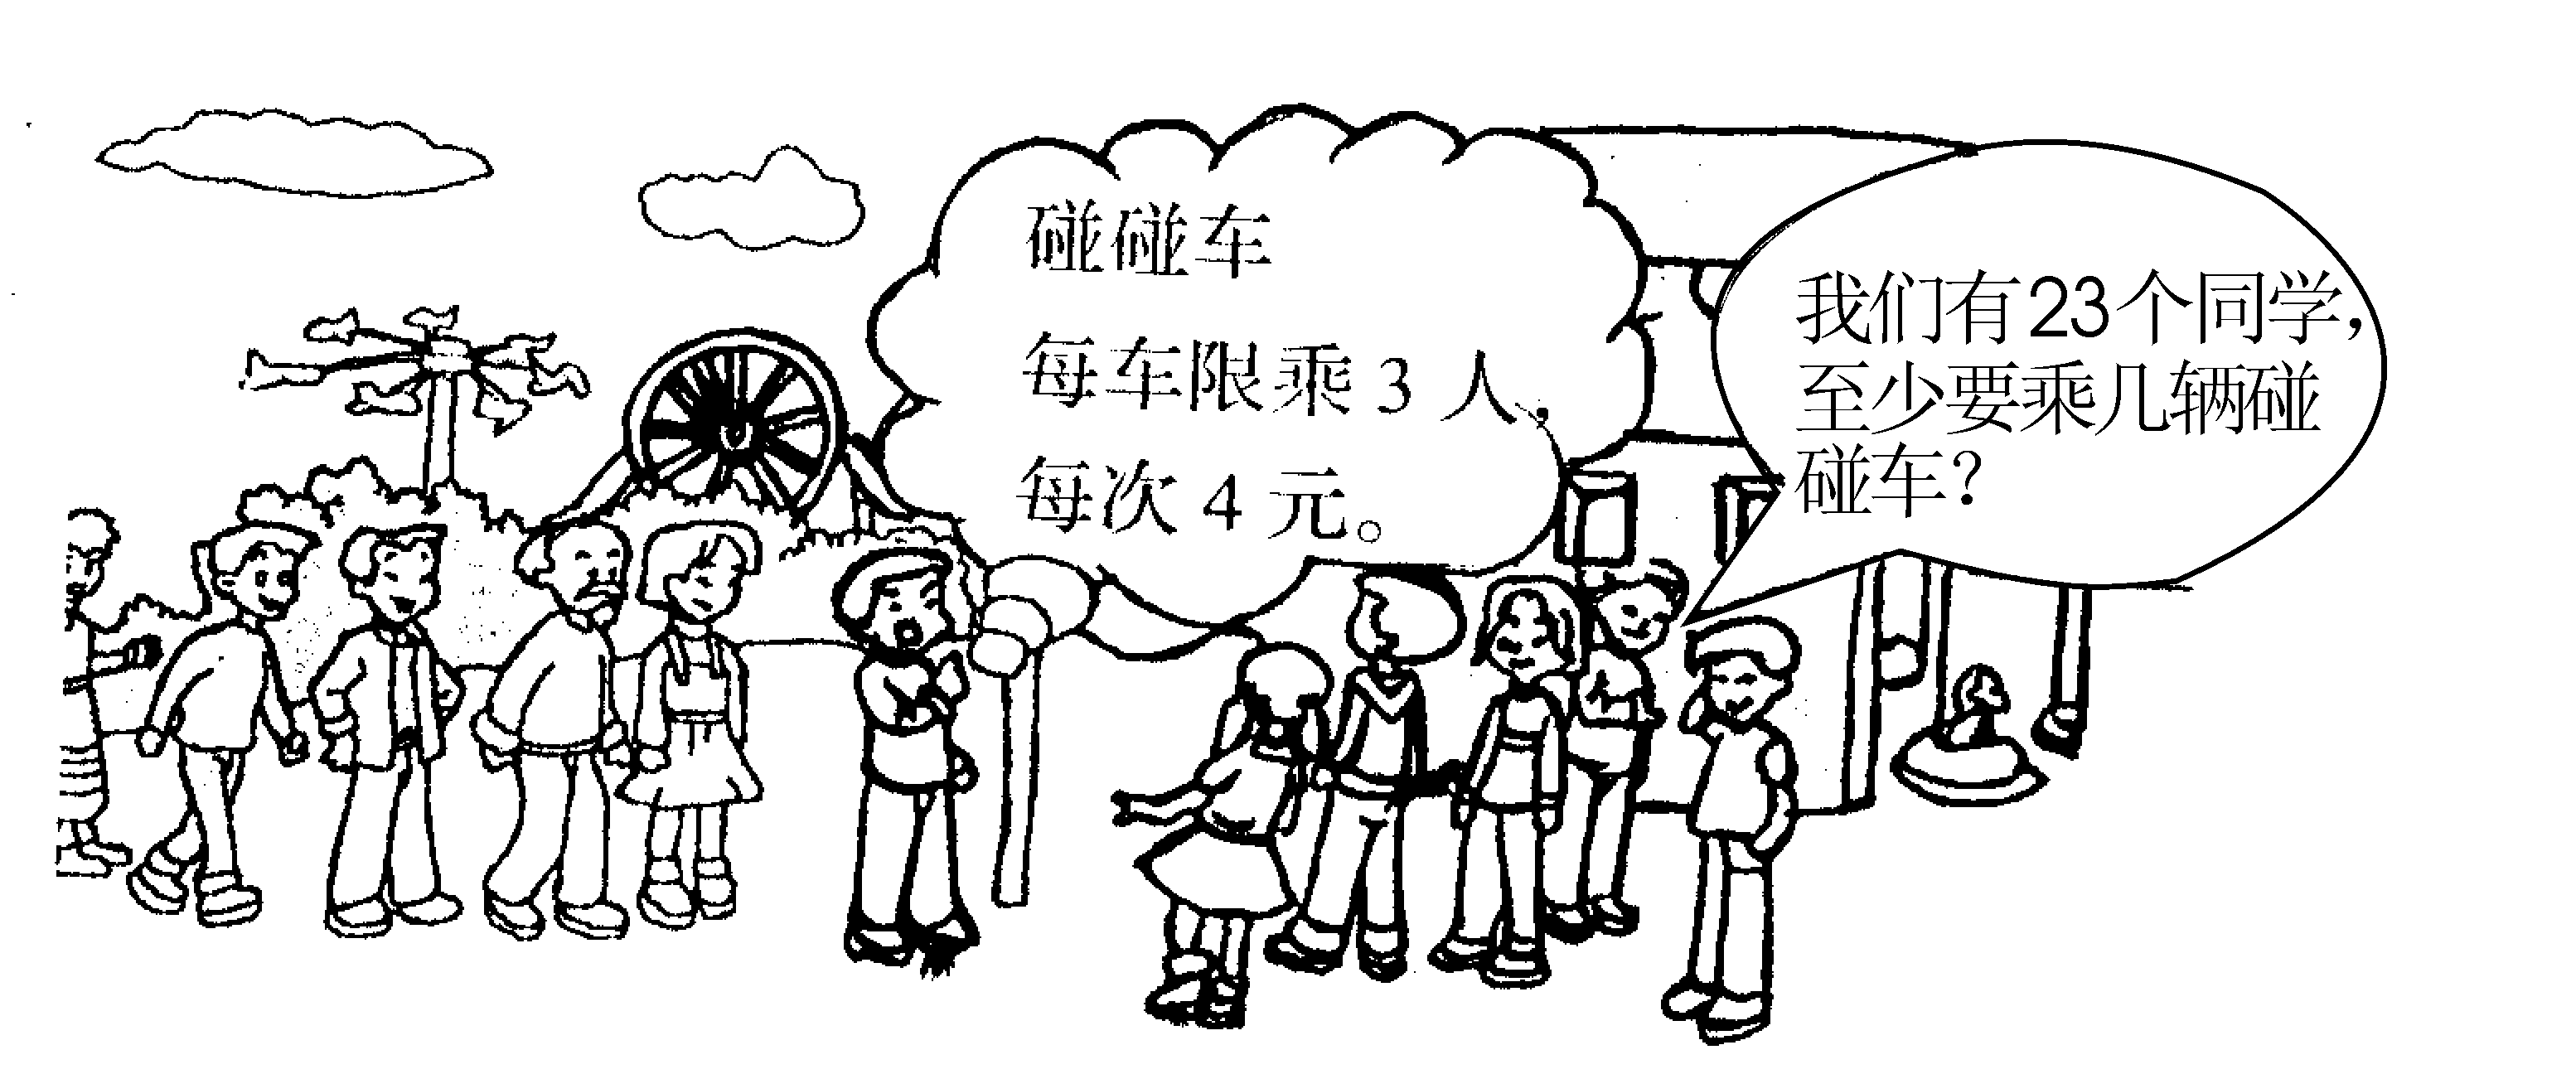 碰碰车
每车限乘3人,
每次4元。
我们有23个同学,
至少要乘几辆碰
碰车?